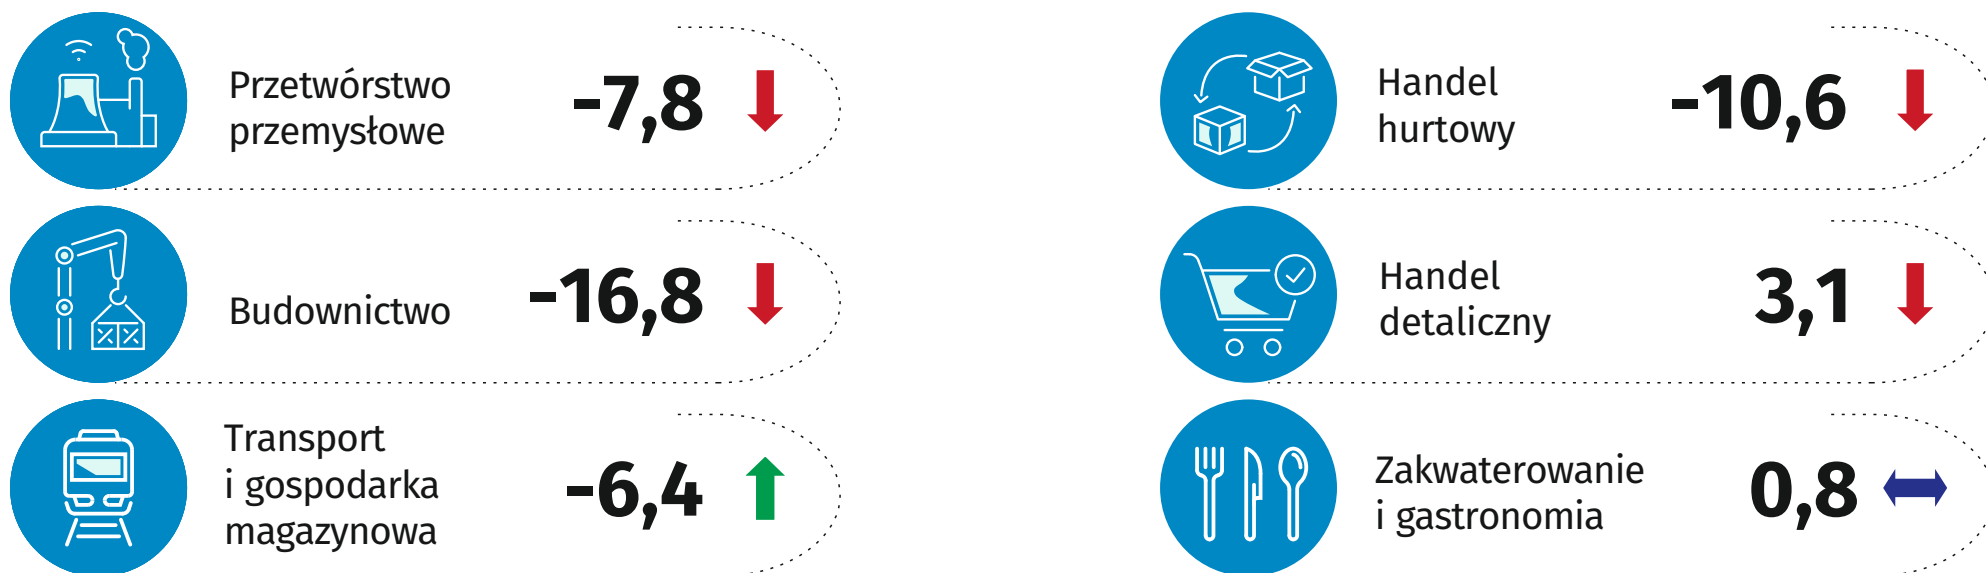 Przetwórstwo
przemysłowe
-7,8
Handel
hurtowy
-10,6
Budownictwo
-16,8
Handel
detaliczny
3,1
Transport
i gospodarka
magazynowa
-6,4
Zakwaterowanie
i gastronomia
0,8